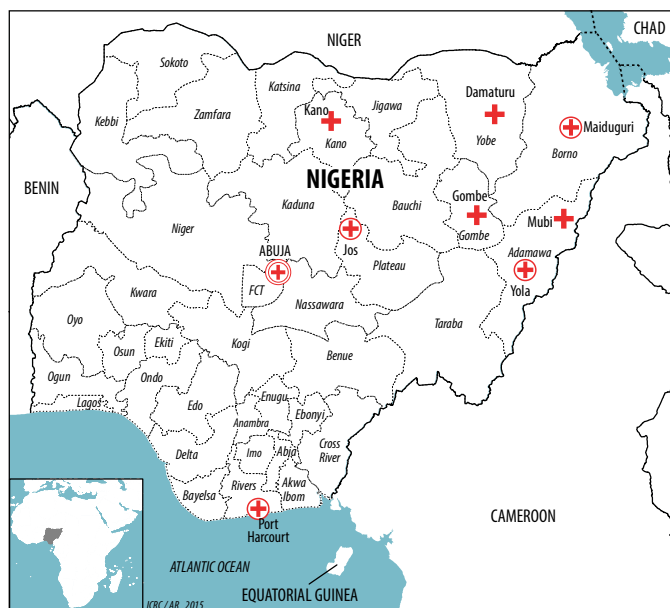 NIGER
CHAD
Sokoto
Katsina
Damaturu
Kebbi
Zamfara
Kano
Jigawa
Maiduguri
Kano
Yobe
Borno
BENIN
NIGERIA
Kaduna
Bauchi
Gombe
Mubi
Niger
Gombe
ABUJA
Jos
Adamawa
Plateau
FCT
Yola
Kwara
Nassawara
Oyo
Taraba
Osun
Ekiti
Kogi
Benue
Ogun
Ondo
Lagos
Edo
Enugu
Ebonyi
Anambra
Cross
River
Delta
Imo
Abia
Bayelsa
Rivers
Akwa
Ibom
Port
Harcourt
CAMEROON
ATLANTIC OCEAN
EQUATORIAL GUINEA
ICRC / AR_2015